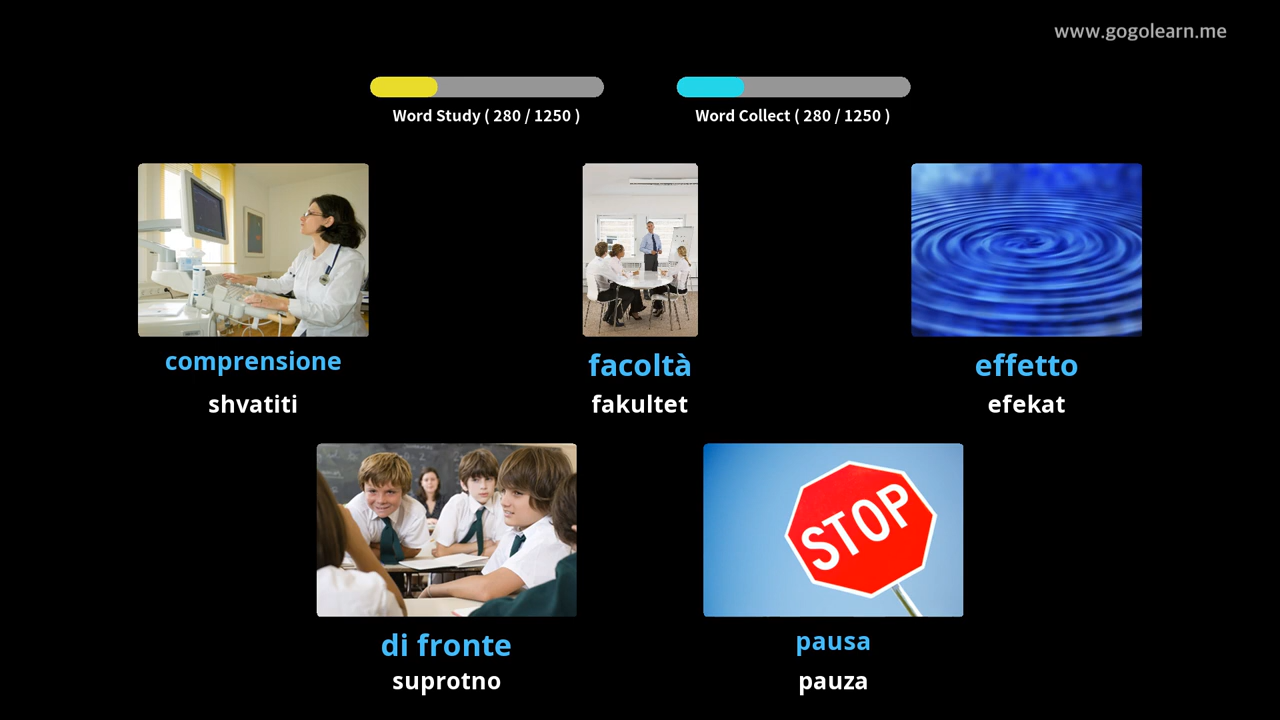 www.gogolearn.me
Word Study ( 280 / 1250 )
Word Collect ( 280 / 1250 )
comprensione
shvatiti
facoltà
fakultet
effetto
efekat
di fronte
suprotno
STOP
pausa
pauza